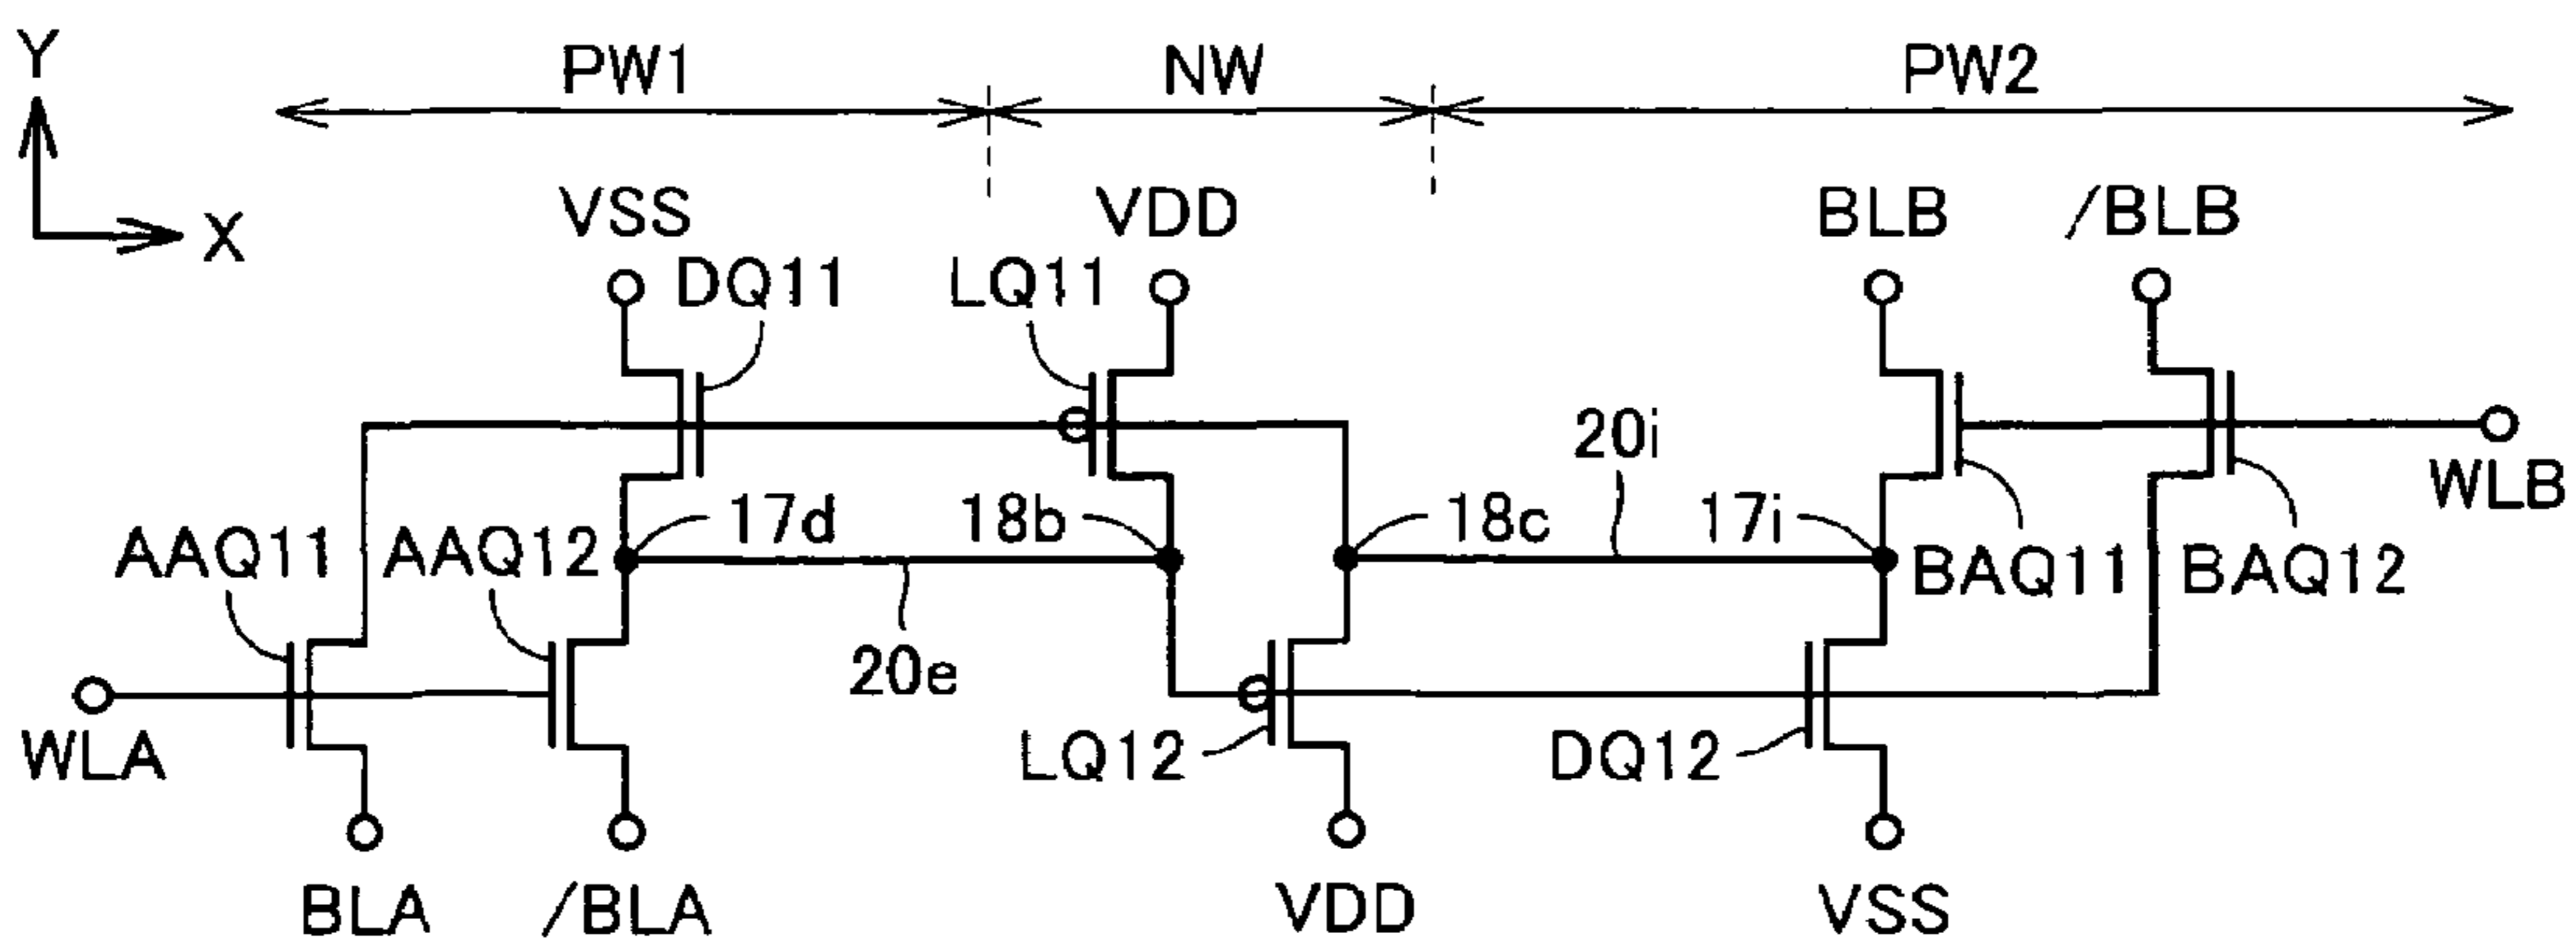 Y
PW1 NW PW2
X
VSS VDD BLB /BLB
DQ11 LQ11
20i
WLB
17d 18b 18c 17i
AAQ11 AAQ12 BAQ11 BAQ12
20e
WLA LQ12 DQ12
BLA /BLA VDD VSS